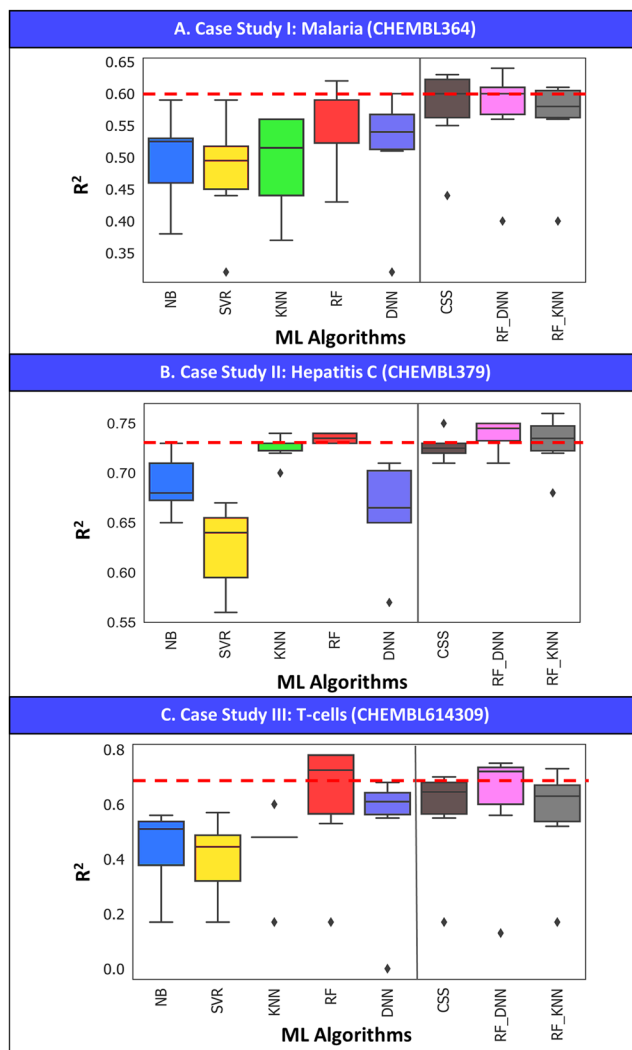 A. Case Study I: Malaria (CHEMBL364)
0.65
0.60
0.55
0.50
0.45
0.40
0.35
R²
NB
SVR
KNN
RF
DNN
CSS
RF_DNN
RF_KNN
ML Algorithms
B. Case Study II: Hepatitis C (CHEMBL379)
0.75
0.70
0.65
0.60
0.55
R²
NB
SVR
KNN
RF
DNN
CSS
RF_DNN
RF_KNN
ML Algorithms
C. Case Study III: T-cells (CHEMBL614309)
0.8
0.6
0.4
0.2
0.0
R²
NB
SVR
KNN
RF
DNN
CSS
RF_DNN
RF_KNN
ML Algorithms